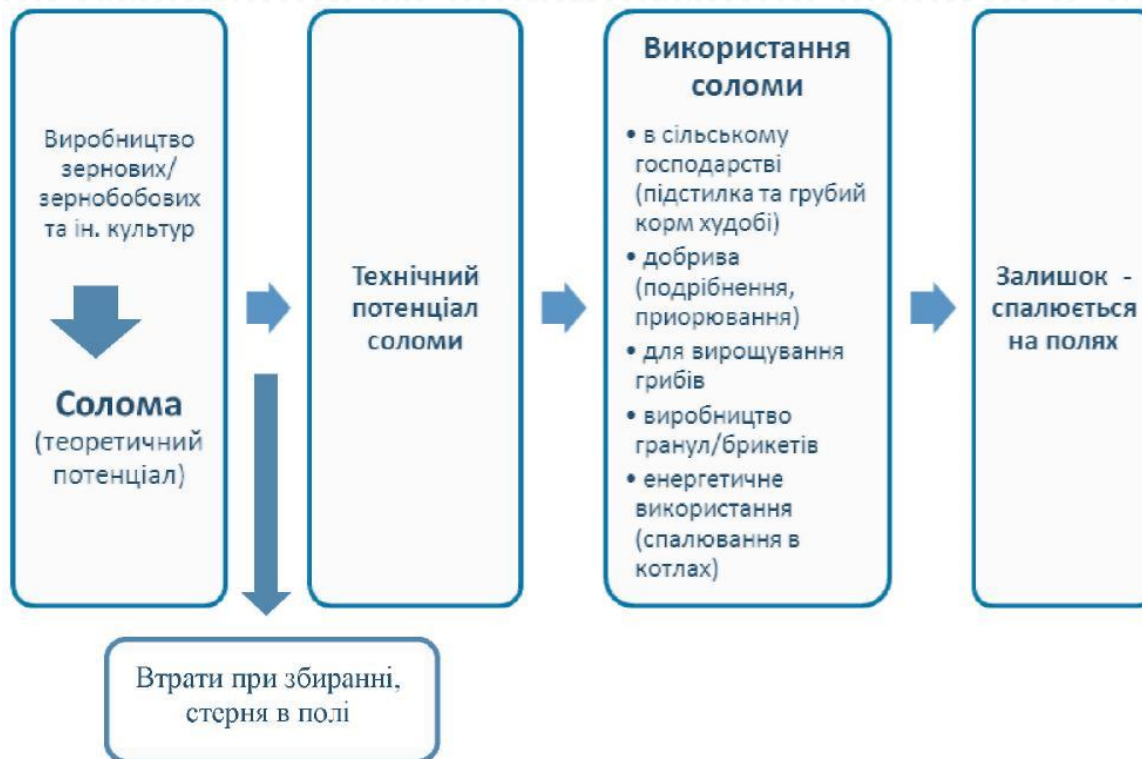 Виробництво
зернових/
зернобобових
та ін. культур
Солома
(теоретичний
потенціал)
Втрати при збиранні,
стерня в полі
Технічний
потенціал
соломи
Використання
соломи
• в сільському
господарстві
(підстилка та грубий
корм худобі)
• добрива
(подрібнення,
приорювання)
• для вирощування
грибів
• виробництво
гранул/брикетів
• енергетичне
використання
(спалювання в
котлах)
Залишок -
спалюється
на полях